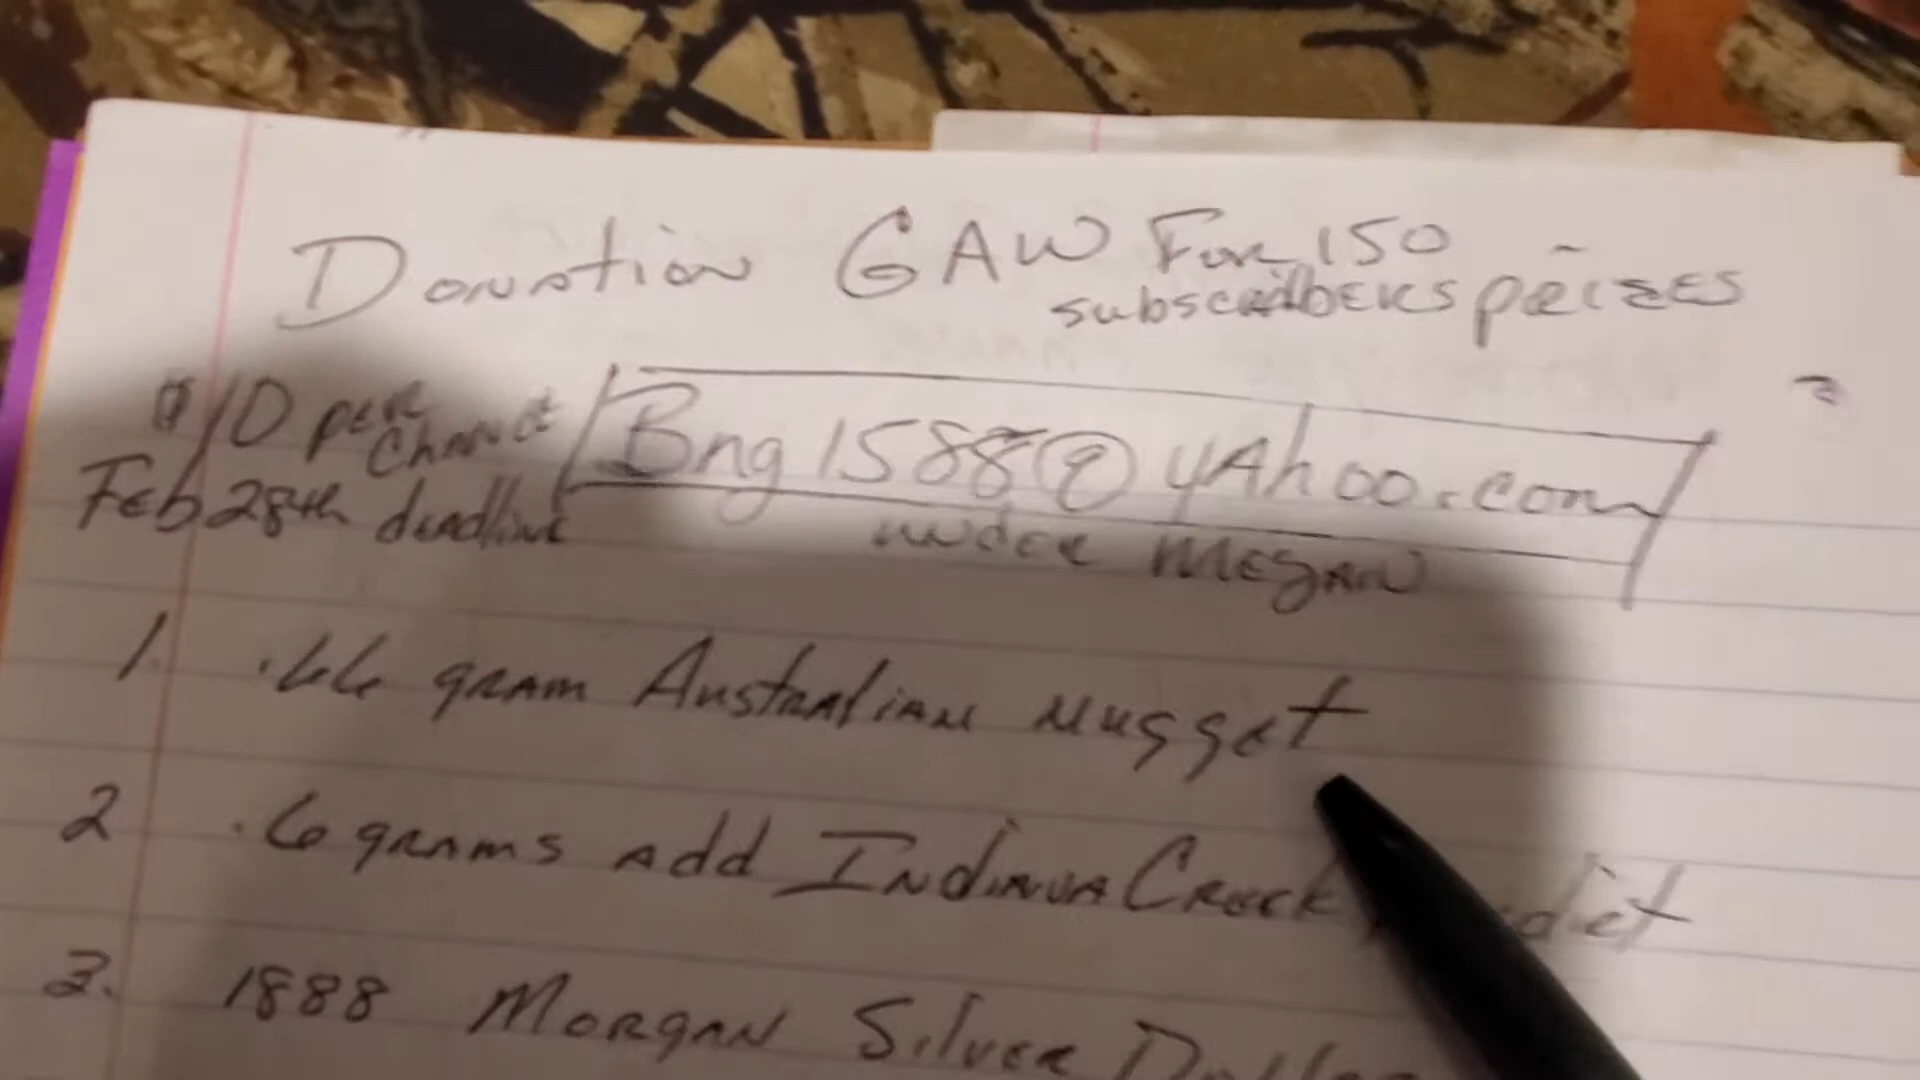 Donation GAW For 150
subscribers prizes
$10 per Chance
Bng1588@yAhoo.com
Feb 28th deadline
under Megan
1. .66 gram Australian Nugget
2 .6 grams Add Indiana Creek
3. 1888 Morgan Silver